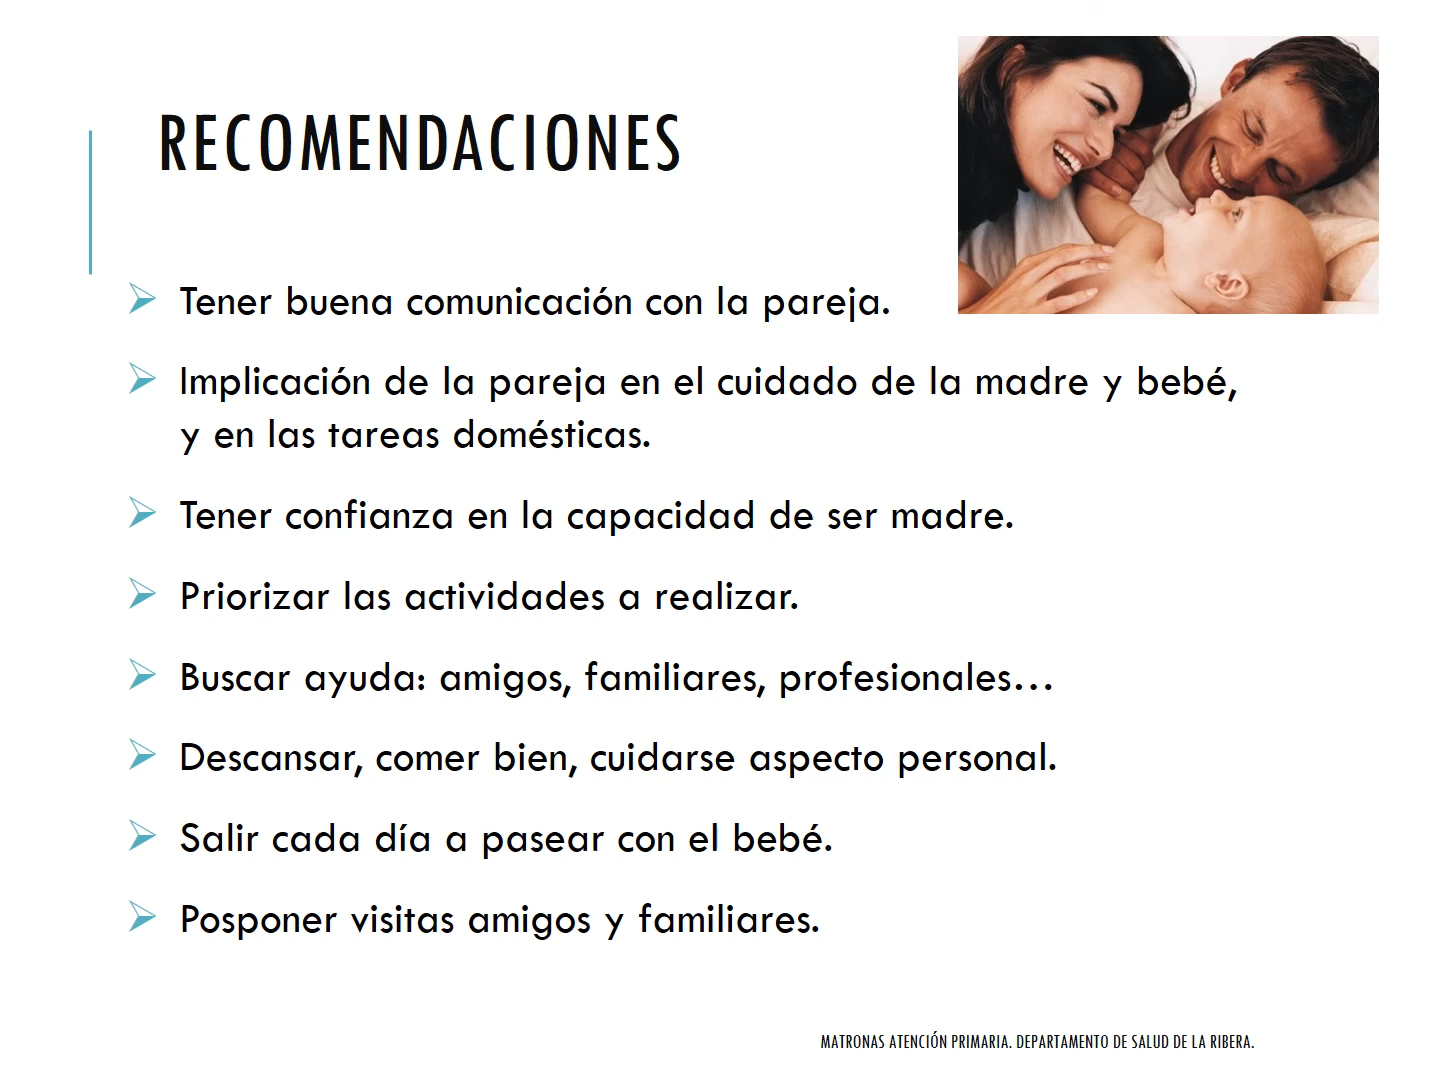 RECOMENDACIONES
Tener buena comunicación con la pareja.
Implicación de la pareja en el cuidado de la madre y bebé,
y en las tareas domésticas.
Tener confianza en la capacidad de ser madre.
Priorizar las actividades a realizar.
Buscar ayuda: amigos, familiares, profesionales…
Descansar, comer bien, cuidarse aspecto personal.
Salir cada día a pasear con el bebé.
Posponer visitas amigos y familiares.
MATRONAS ATENCIÓN PRIMARIA. DEPARTAMENTO DE SALUD DE LA RIBERA.